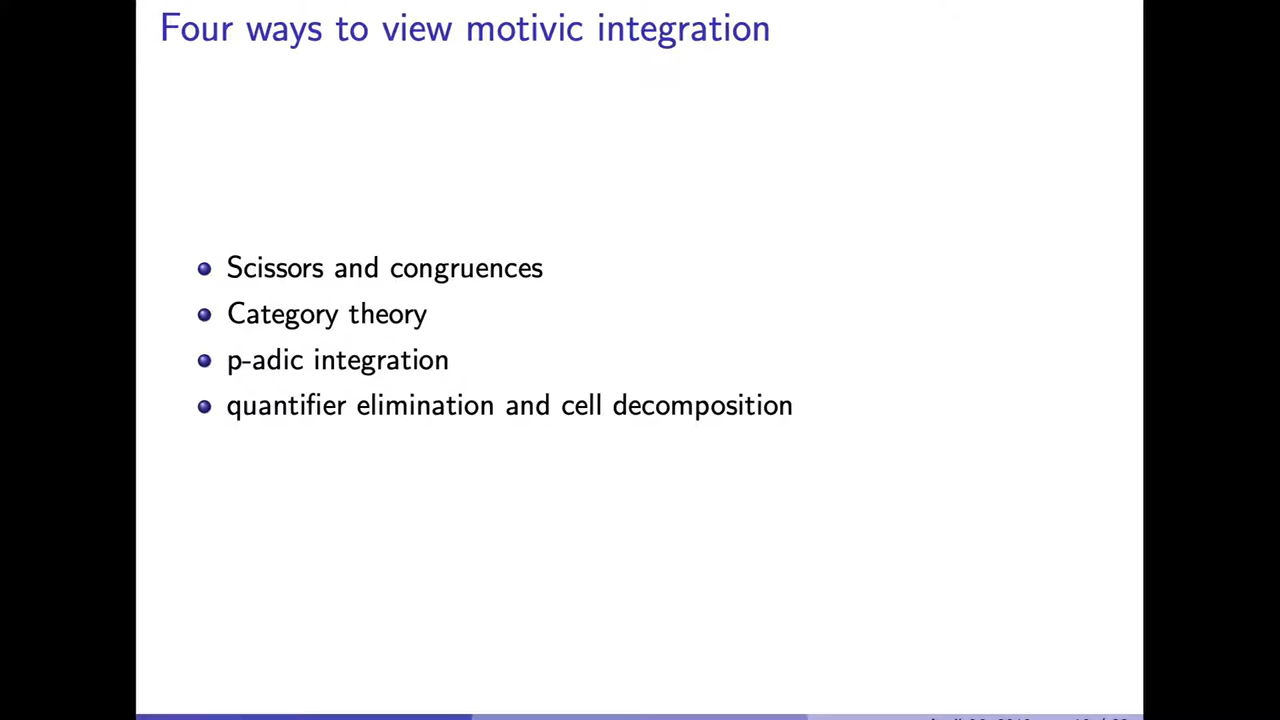 Four ways to view motivic integration
Scissors and congruences
Category theory
p-adic integration
quantifier elimination and cell decomposition